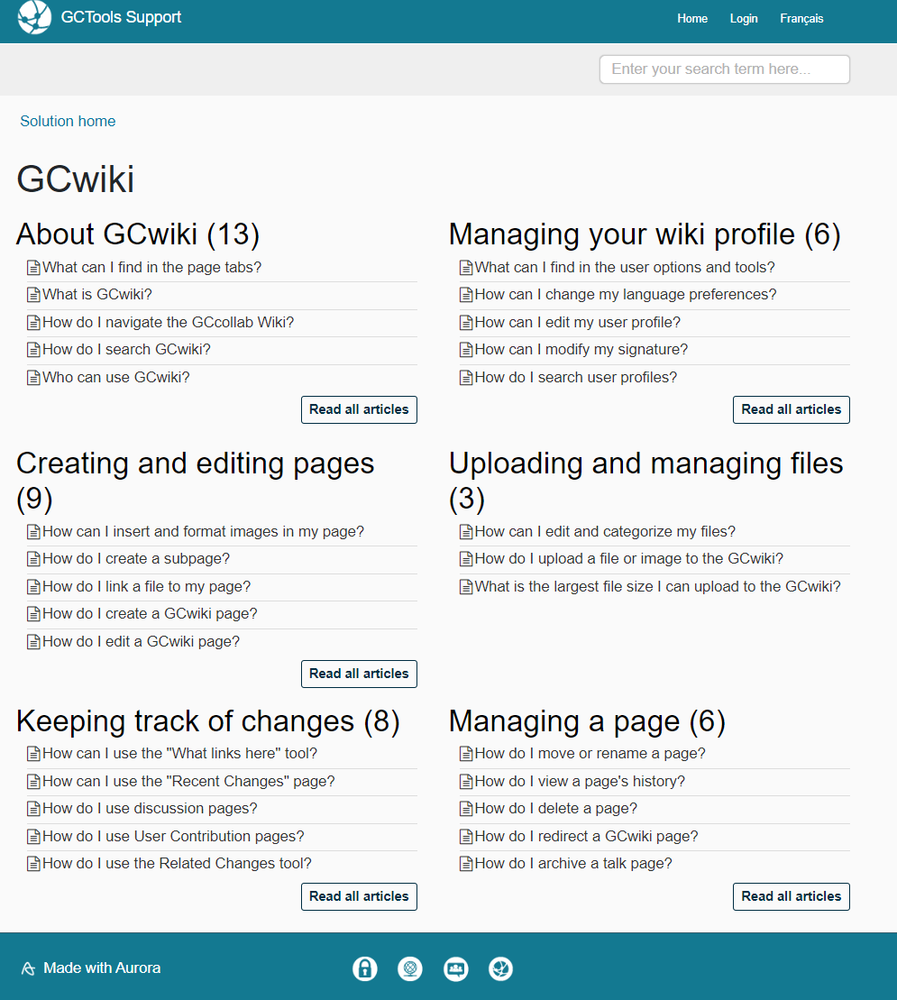 GCTools Support
Home Login Français
Enter your search term here...
Solution home
GCwiki
About GCwiki (13)
What can I find in the page tabs?
What is GCwiki?
How do I navigate the GCcollab Wiki?
How do I search GCwiki?
Who can use GCwiki?
Read all articles
Managing your wiki profile (6)
What can I find in the user options and tools?
How can I change my language preferences?
How can I edit my user profile?
How can I modify my signature?
How do I search user profiles?
Read all articles
Creating and editing pages
(9)
How can I insert and format images in my page?
How do I create a subpage?
How do I link a file to my page?
How do I create a GCwiki page?
How do I edit a GCwiki page?
Read all articles
Uploading and managing files
(3)
How can I edit and categorize my files?
How do I upload a file or image to the GCwiki?
What is the largest file size I can upload to the GCwiki?
Keeping track of changes (8)
How can I use the "What links here" tool?
How can I use the "Recent Changes" page?
How do I use discussion pages?
How do I use User Contribution pages?
How do I use the Related Changes tool?
Read all articles
Managing a page (6)
How do I move or rename a page?
How do I view a page's history?
How do I delete a page?
How do I redirect a GCwiki page?
How do I archive a talk page?
Read all articles
Made with Aurora